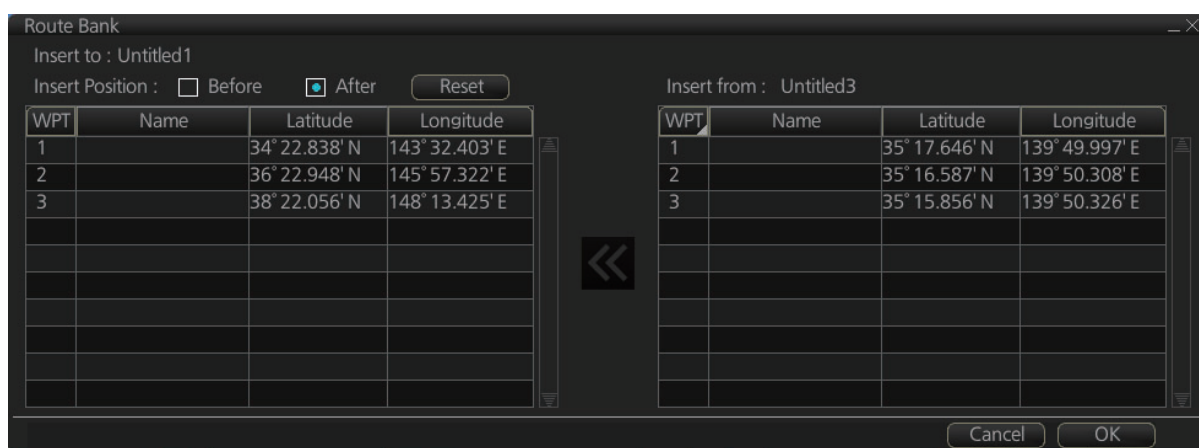 Route Bank
Insert to : Untitled1
Insert Position : Before After Reset
Insert from : Untitled3
WPT Name Latitude Longitude
1 34° 22.838' N 143° 32.403' E
2 36° 22.948' N 145° 57.322' E
3 38° 22.056' N 148° 13.425' E
WPT Name Latitude Longitude
1 35° 17.646' N 139° 49.997' E
2 35° 16.587' N 139° 50.308' E
3 35° 15.856' N 139° 50.326' E
Cancel OK